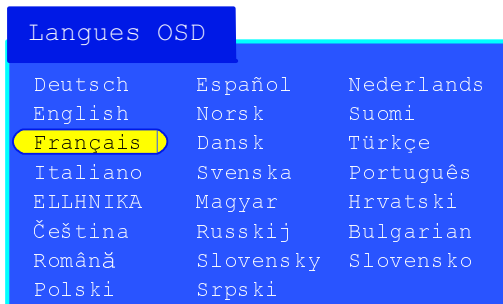 Langues OSD
Deutsch Español Nederlands
English Norsk Suomi
Français Dansk Türkçe
Italiano Svenska Português
ELLHNIKA Magyar Hrvatski
Čeština Russkij Bulgarian
Română Slovensky Slovensko
Polski Srpski